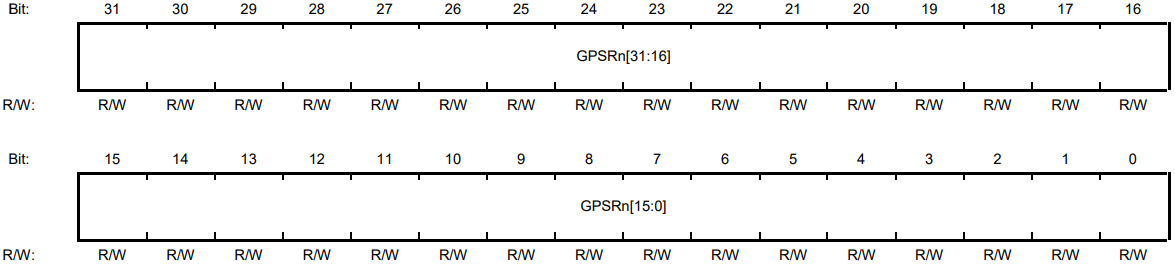 Bit: 31 30 29 28 27 26 25 24 23 22 21 20 19 18 17 16
GPSRn[31:16]
R/W: R/W R/W R/W R/W R/W R/W R/W R/W R/W R/W R/W R/W R/W R/W R/W R/W
Bit: 15 14 13 12 11 10 9 8 7 6 5 4 3 2 1 0
GPSRn[15:0]
R/W: R/W R/W R/W R/W R/W R/W R/W R/W R/W R/W R/W R/W R/W R/W R/W R/W